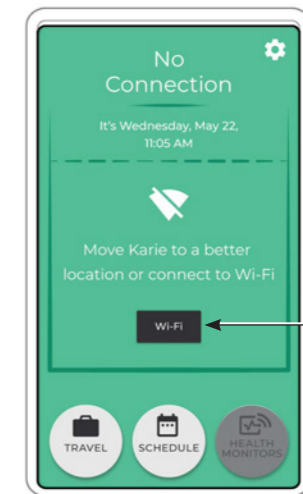 No
Connection
It's Wednesday, May 22,
11:05 AM
Move Karie to a better
location or connect to Wi-Fi
Wi-Fi
TRAVEL
SCHEDULE
HEALTH
MONITORS